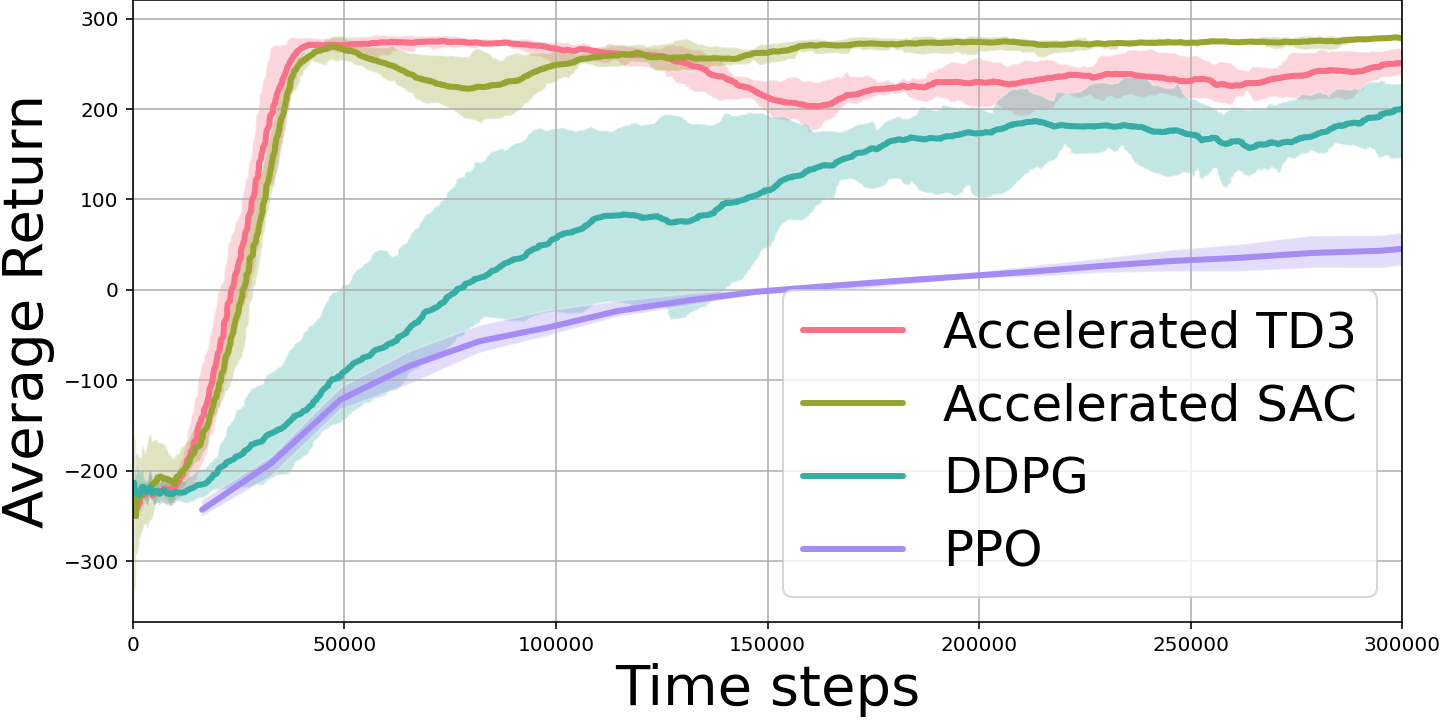 Average Return
300
200
100
0
−100
−200
−300
Accelerated TD3
Accelerated SAC
DDPG
PPO
0 50000 100000 150000 200000 250000 300000
Time steps